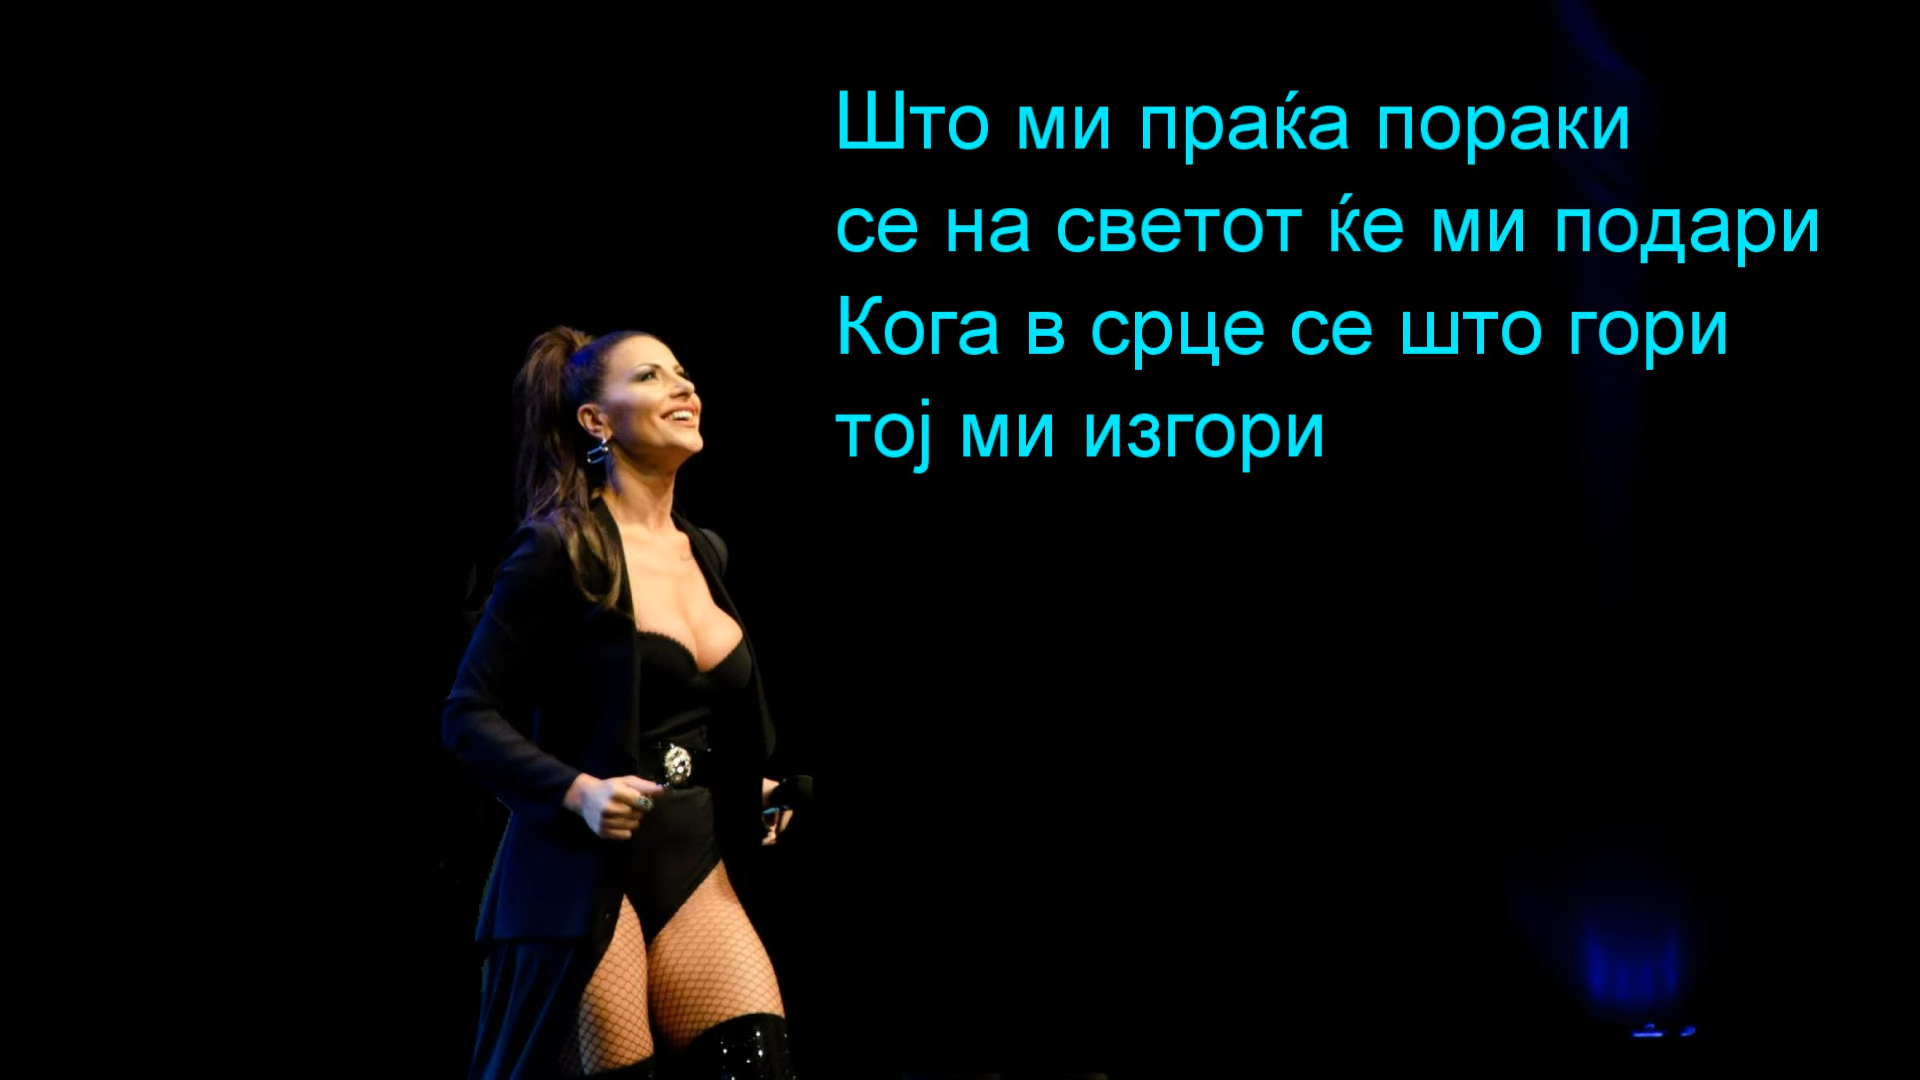 Што ми праќа пораки
се на светот ќе ми подари
Кога в срце се што гори
тој ми изгори